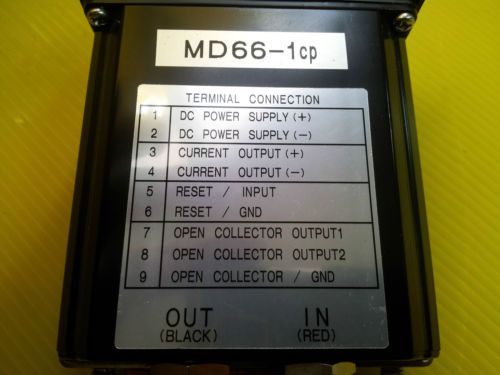 MD66-1cp
TERMINAL CONNECTION
1 DC POWER SUPPLY (+)
2 DC POWER SUPPLY (-)
3 CURRENT OUTPUT (+)
4 CURRENT OUTPUT (-)
5 RESET / INPUT
6 RESET / GND
7 OPEN COLLECTOR OUTPUT1
8 OPEN COLLECTOR OUTPUT2
9 OPEN COLLECTOR / GND
OUT IN
(BLACK) (RED)